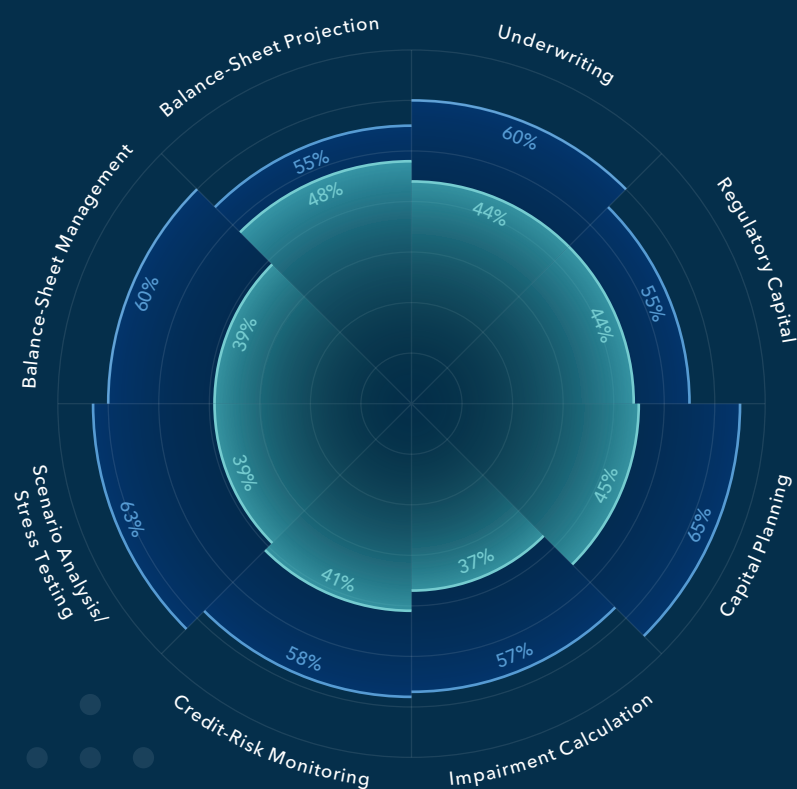 Balance-Sheet Projection
Underwriting
60%
55%
48%
44%
Balance-Sheet Management
Regulatory Capital
60%
55%
39%
44%
Scenario Analysis/
Stress Testing
Capital Planning
63%
39%
45%
65%
41%
37%
58%
57%
Credit-Risk Monitoring
Impairment Calculation